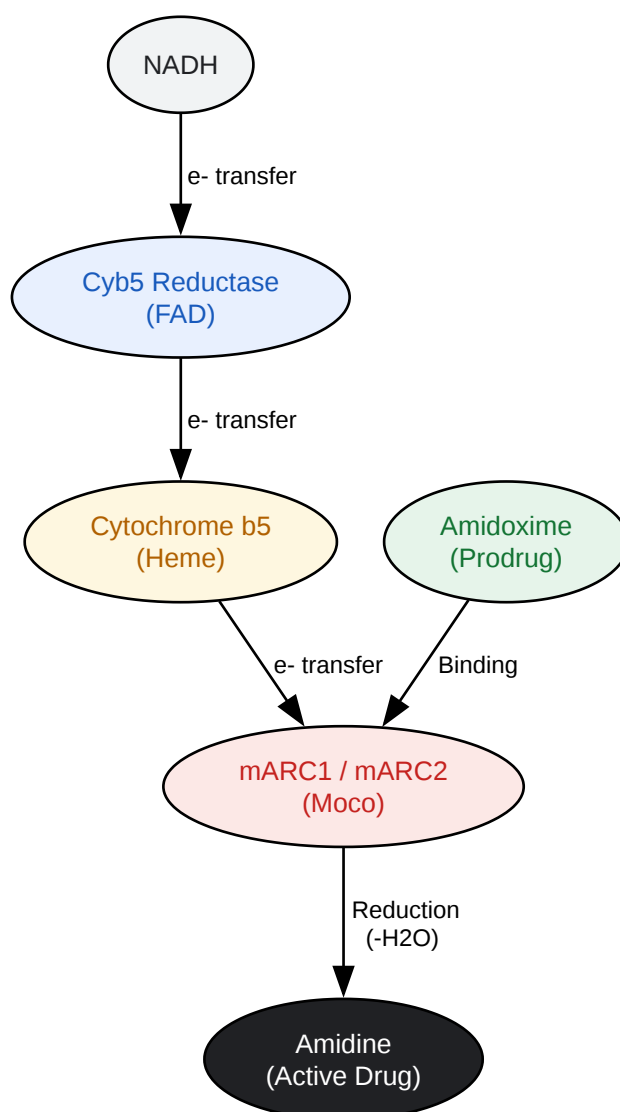 NADH
e- transfer
Cyb5 Reductase
(FAD)
e- transfer
Cytochrome b5
(Heme)
Amidoxime
(Prodrug)
e- transfer
Binding
mARC1 / mARC2
(Moco)
Reduction
(-H2O)
Amidine
(Active Drug)